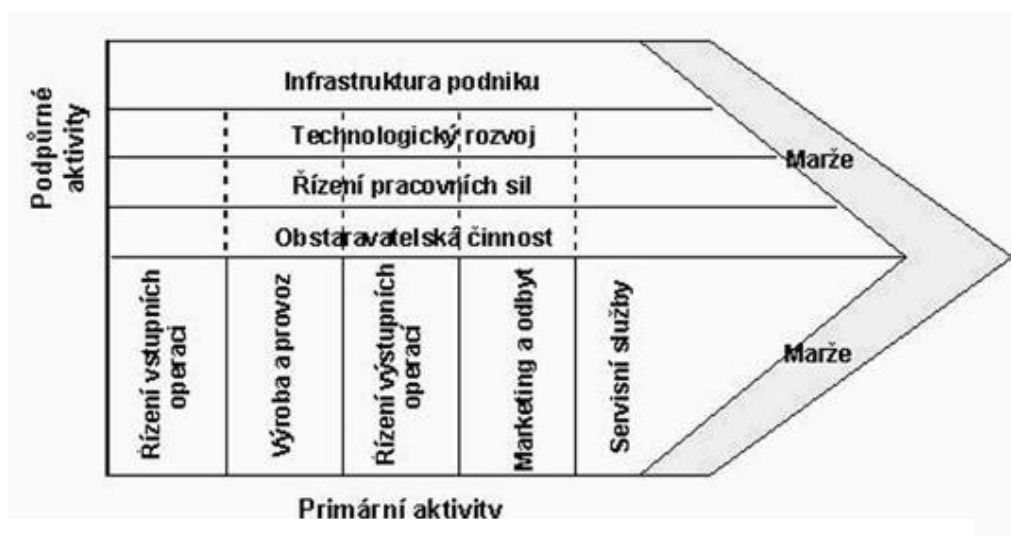 Podpůrné
aktivity
Infrastruktura podniku
Technologický rozvoj
Řízení pracovních sil
Obstaravatelská činnost
Marže
Řízení vstupních
operací
Výroba a provoz
Řízení výstupních
operací
Marketing a odbyt
Servisní služby
Marže
Primární aktivity